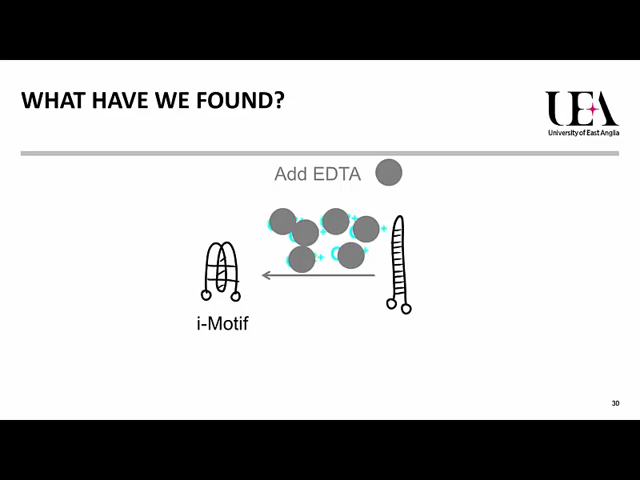 WHAT HAVE WE FOUND?
UEA
University of East Anglia
Add EDTA
i-Motif
30